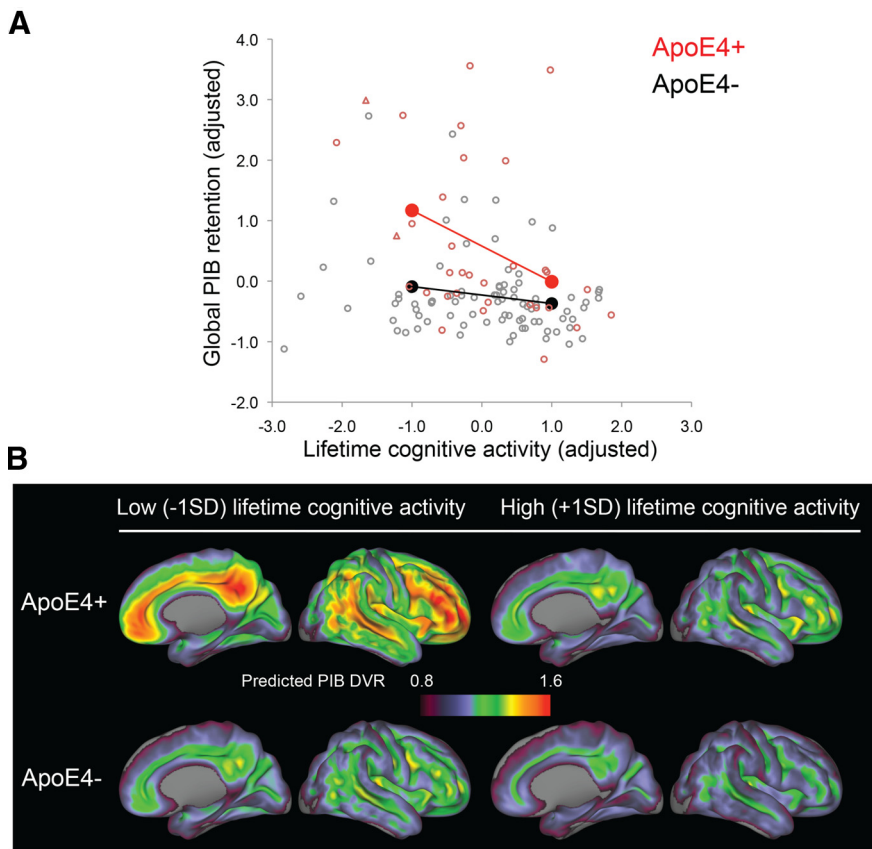 A
ApoE4+
ApoE4-
Global PIB retention (adjusted)
4.0
3.0
2.0
1.0
0.0
-1.0
-2.0
-3.0 -2.0 -1.0 0.0 1.0 2.0 3.0
Lifetime cognitive activity (adjusted)
B
Low (-1SD) lifetime cognitive activity High (+1SD) lifetime cognitive activity
ApoE4+
Predicted PIB DVR 0.8 1.6
ApoE4-